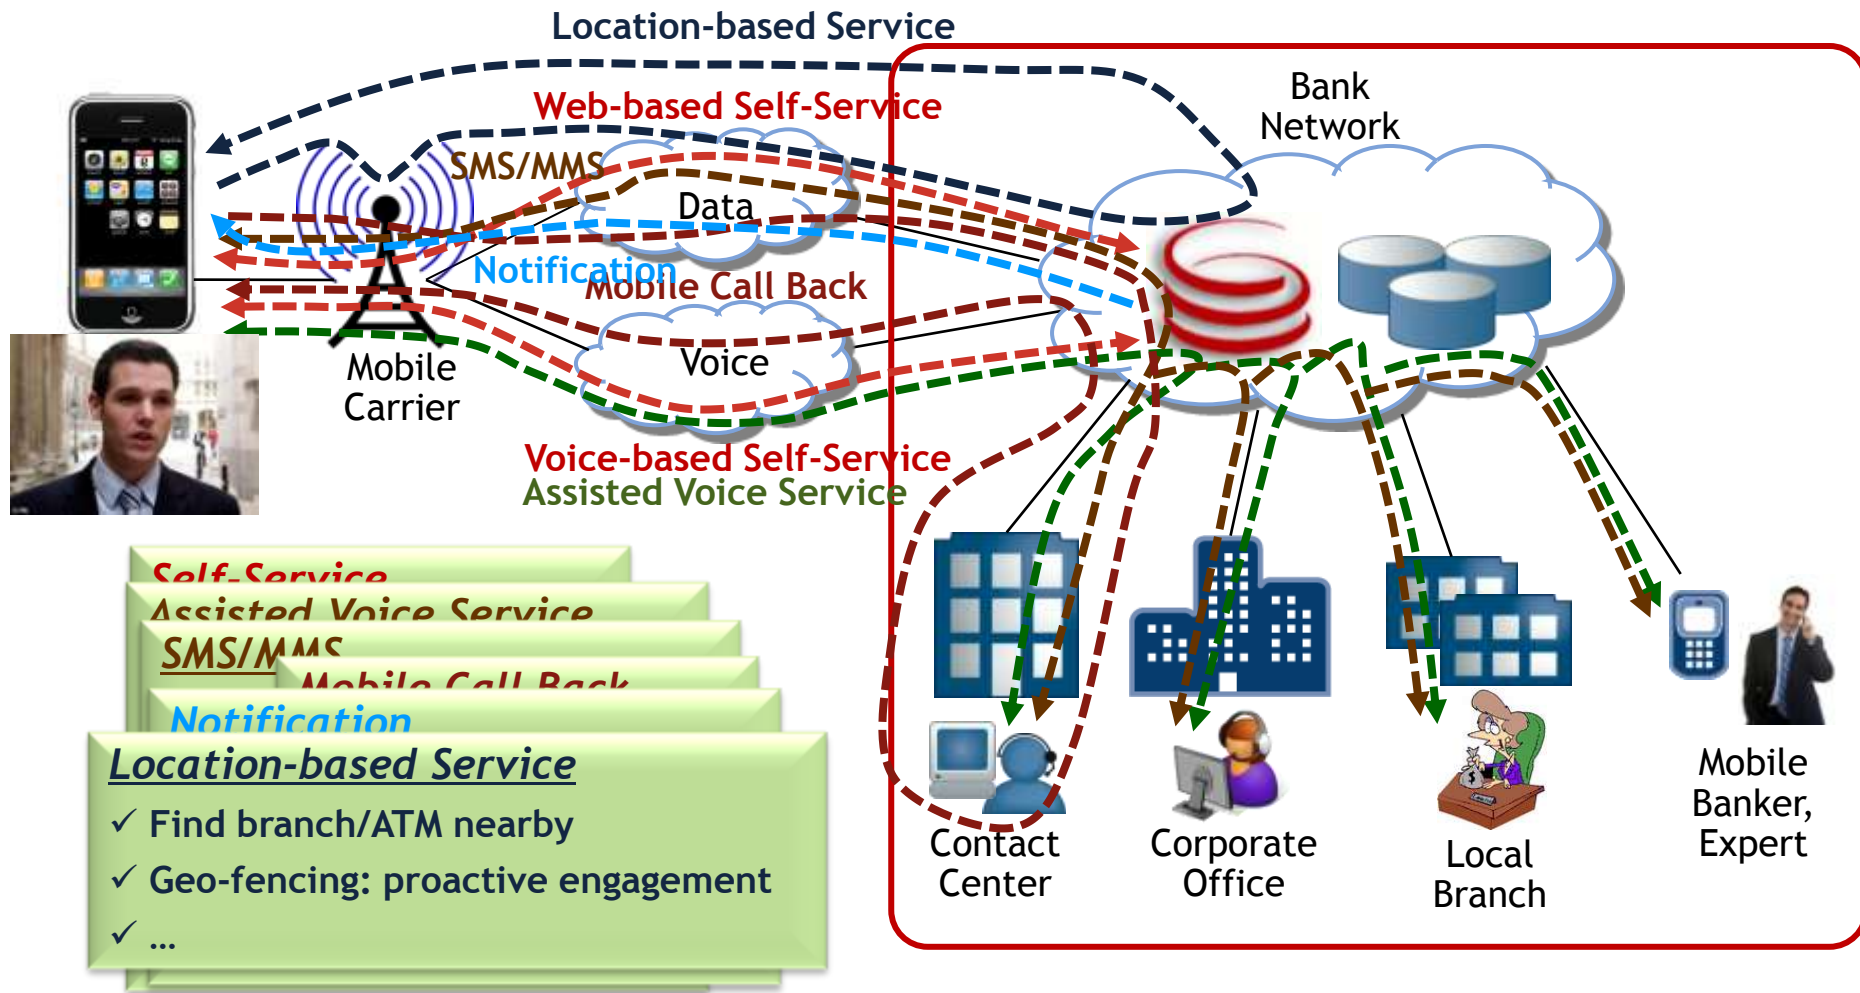 Location-based Service
Bank
Network
Web-based Self-Service
SMS/MMS
Data
Notification
Mobile Call Back
Voice
Mobile
Carrier
Voice-based Self-Service
Assisted Voice Service
Self-Service
Assisted Voice Service
SMS/MMS
Mobile Call Back
Notification
Location-based Service
✓ Find branch/ATM nearby
✓ Geo-fencing: proactive engagement
✓ …
Contact
Center
Corporate
Office
Local
Branch
Mobile
Banker,
Expert